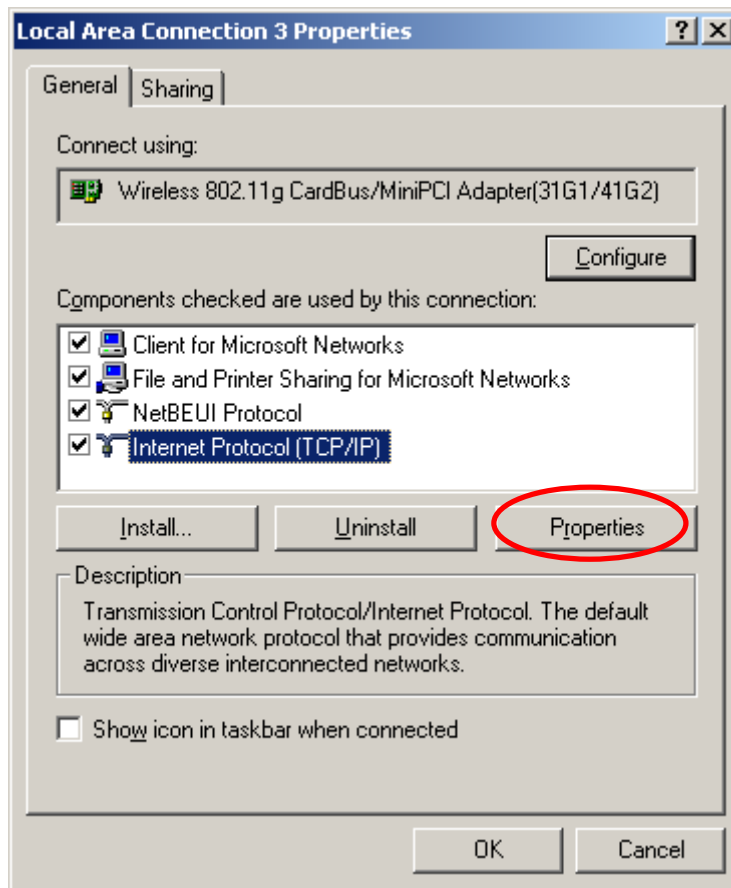 Local Area Connection 3 Properties
General
Sharing
Connect using:
Wireless 802.11g CardBus/MiniPCI Adapter(31G1/41G2)
Configure
Components checked are used by this connection:
Client for Microsoft Networks
File and Printer Sharing for Microsoft Networks
NetBEUI Protocol
Internet Protocol (TCP/IP)
Install...
Uninstall
Properties
Description
Transmission Control Protocol/Internet Protocol. The default
wide area network protocol that provides communication
across diverse interconnected networks.
Show icon in taskbar when connected
OK
Cancel